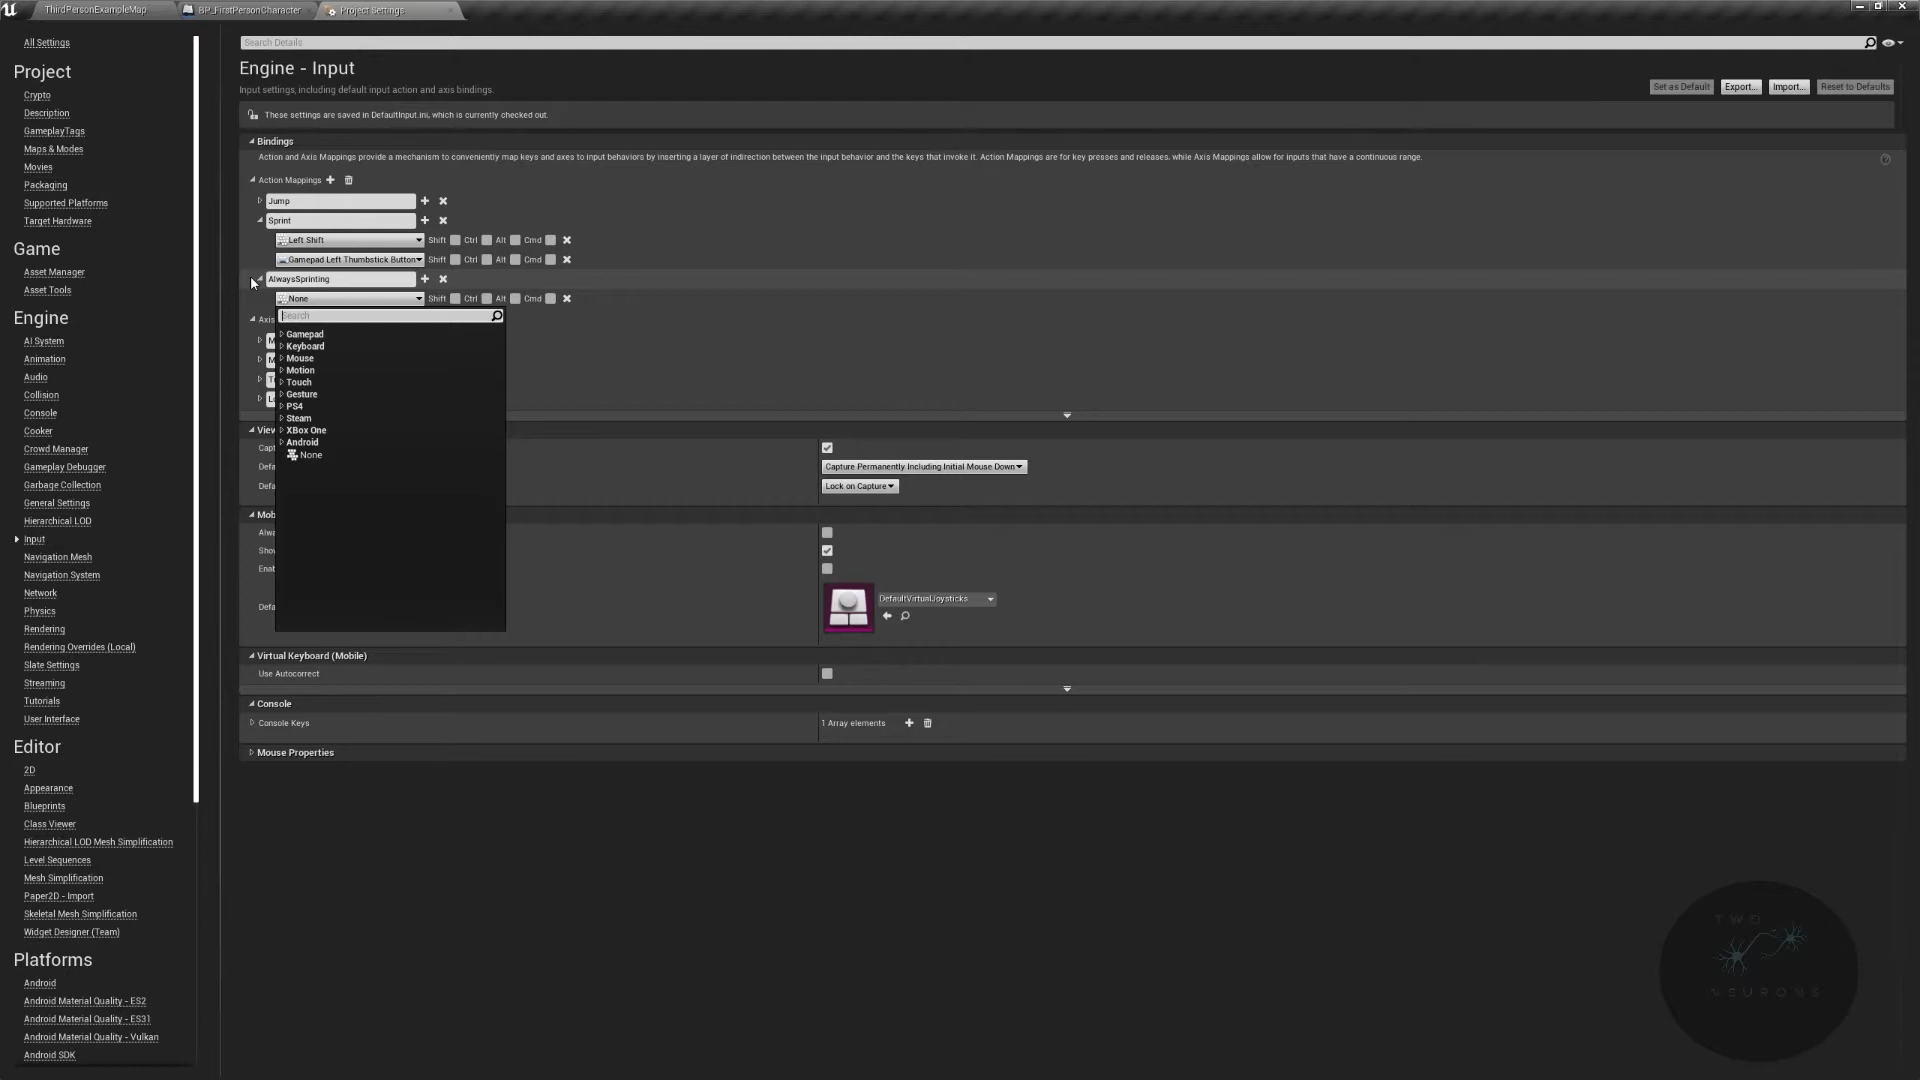 ThirdPersonExampleMap
BP_FirstPersonCharacter
Project Settings
All Settings
Project
Crypto
Description
GameplayTags
Maps & Modes
Movies
Packaging
Supported Platforms
Target Hardware
Game
Asset Manager
Asset Tools
Engine
AI System
Animation
Audio
Collision
Console
Cooker
Crowd Manager
Gameplay Debugger
Garbage Collection
General Settings
Hierarchical LOD
Input
Navigation Mesh
Navigation System
Network
Physics
Rendering
Rendering Overrides (Local)
Slate Settings
Streaming
Tutorials
User Interface
Editor
2D
Appearance
Blueprints
Class Viewer
Hierarchical LOD Mesh Simplification
Level Sequences
Mesh Simplification
Paper2D - Import
Skeletal Mesh Simplification
Widget Designer (Team)
Platforms
Android
Android Material Quality - ES2
Android Material Quality - ES31
Android Material Quality - Vulkan
Android SDK
Search Details
Engine - Input
Input settings, including default input action and axis bindings.
Set as Default Export... Import... Reset to Defaults
These settings are saved in DefaultInput.ini, which is currently checked out.
Bindings
Action and Axis Mappings provide a mechanism to conveniently map keys and axes to input behaviors by inserting a layer of indirection between the input behavior and the keys that invoke it. Action Mappings are for key presses and releases, while Axis Mappings allow for inputs that have a continuous range.
Action Mappings
Jump
Sprint
Left Shift Shift Ctrl Alt Cmd
Gamepad Left Thumbstick Button Shift Ctrl Alt Cmd
AlwaysSprinting
None Shift Ctrl Alt Cmd
Search
Gamepad
Keyboard
Mouse
Motion
Touch
Gesture
PS4
Steam
XBox One
Android
None
Axis
View
Capt
Defa
Capture Permanently Including Initial Mouse Down
Defa
Lock on Capture
Mob
Alwa
Show
Enat
Defa
DefaultVirtualJoysticks
Virtual Keyboard (Mobile)
Use Autocorrect
Console
Console Keys
1 Array elements
Mouse Properties
TWO
NEURONS